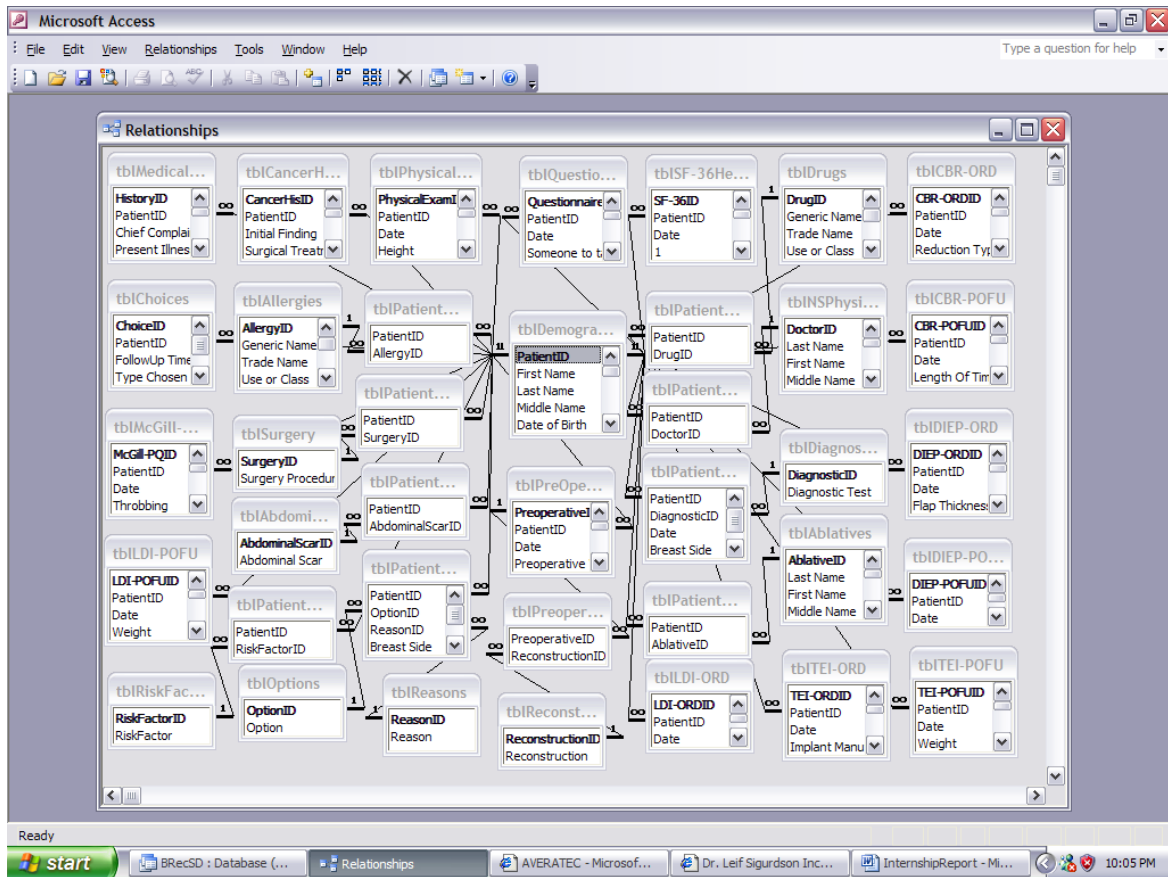 Microsoft Access
File Edit View Relationships Tools Window Help
Type a question for help
Relationships
tblMedical...
HistoryID
PatientID
Chief Complai
Present Illnes
tblCancerH...
CancerHisID
PatientID
Initial Finding
Surgical Treatr
tblPhysical...
PhysicalExamI
PatientID
Date
Height
tblQuestio...
Questionnaire
PatientID
Date
Someone to t
tblSF-36He...
SF-36ID
PatientID
Date
1
tblDrugs
DrugID
Generic Name
Trade Name
Use or Class
tblCBR-ORD
CBR-ORDID
PatientID
Date
Reduction Typ
tblChoices
ChoiceID
PatientID
FollowUp Time
Type Chosen
tblAllergies
AllergyID
Generic Name
Trade Name
Use or Class
tblPatient...
PatientID
AllergyID
tblDemogra...
PatientID
First Name
Last Name
Middle Name
Date of Birth
tblPatient...
PatientID
DrugID
tblNSPhysi...
DoctorID
Last Name
First Name
Middle Name
tblCBR-POFU
CBR-POFUID
PatientID
Date
Length Of Tim
tblMcGill-...
McGill-PQID
PatientID
Date
Throbbing
tblSurgery
SurgeryID
Surgery Procedur
tblPatient...
PatientID
SurgeryID
tblPatient...
PatientID
DoctorID
tblDiagnos...
DiagnosticID
Diagnostic Test
tblDIEP-ORD
DIEP-ORDID
PatientID
Date
Flap Thickness
tblAbdomi...
AbdominalScarID
Abdominal Scar
tblPatient...
PatientID
AbdominalScarID
tblPreOpe...
PreoperativeI
PatientID
Date
Preoperative
tblPatient...
PatientID
DiagnosticID
Date
Breast Side
tblAblatives
AblativeID
Last Name
First Name
Middle Name
tblLDI-POFU
LDI-POFUID
PatientID
Date
Weight
tblPatient...
PatientID
RiskFactorID
tblPatient...
PatientID
OptionID
ReasonID
Breast Side
tblPreoper...
PreoperativeID
ReconstructionID
tblPatient...
PatientID
AblativeID
tblDIEP-PO...
DIEP-POFUID
PatientID
Date
tblRiskFac...
RiskFactorID
RiskFactor
tblOptions
OptionID
Option
tblReasons
ReasonID
Reason
tblReconst...
ReconstructionID
Reconstruction
tblLDI-ORD
LDI-ORDID
PatientID
Date
tblTEI-ORD
TEI-ORDID
PatientID
Date
Implant Manu
tblTEI-POFU
TEI-POFUID
PatientID
Date
Weight
Ready
start
BRecSD : Database (...
Relationships
AVERATEC - Microsof...
Dr. Leif Sigurdson Inc...
InternshipReport - Mi...
10:05 PM